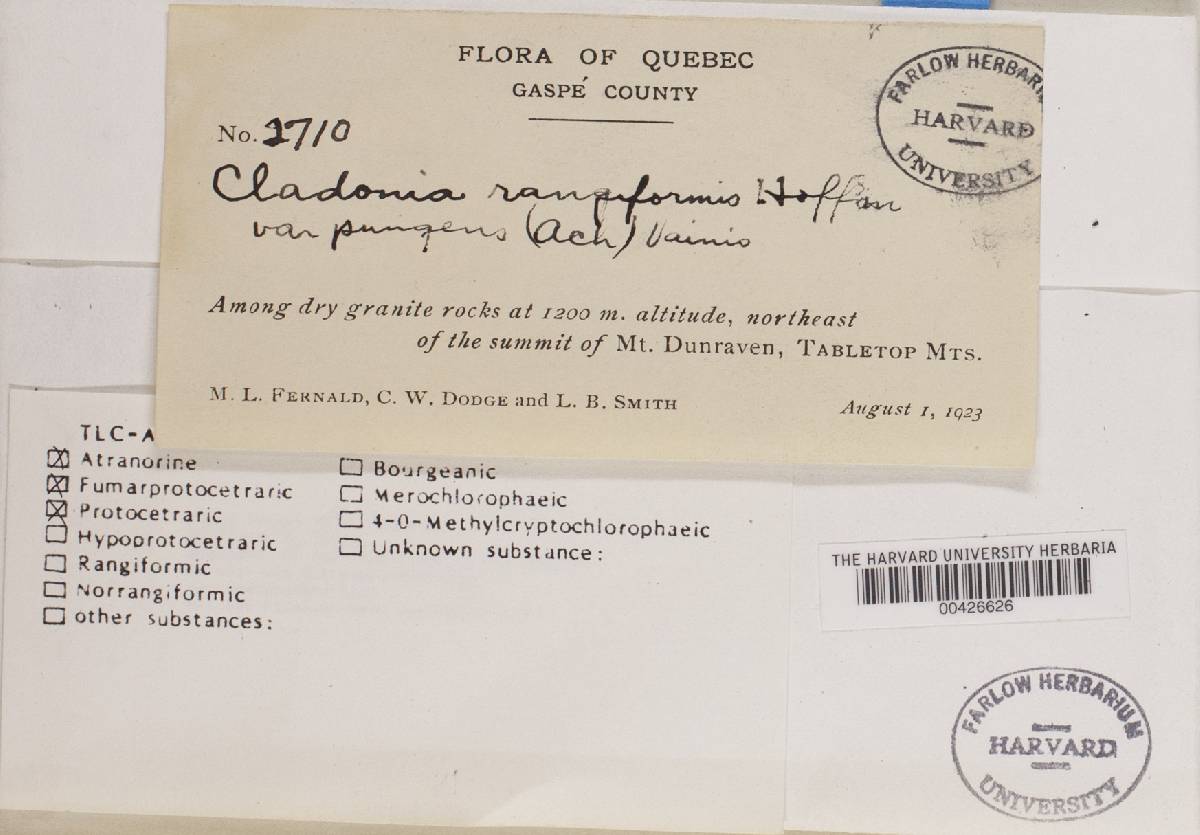 FLORA OF QUEBEC
GASPÉ COUNTY
No. 2710
Cladonia rangiformis Hoffm
var pungens (Ach) Vainio
Among dry granite rocks at 1200 m. altitude, northeast
of the summit of Mt. Dunraven, TABLETOP MTS.
M. L. FERNALD, C. W. DODGE and L. B. SMITH
August 1, 1923
FARLOW HERBARIU
HARVARD
UNIVERSITY
TLC-A
Atranorine
Fumarprotocetraric
Protocetraric
Hypoprotocetraric
Rangiformic
Norrangiformic
other substances:
Bourgeanic
Merochlorophaeic
4-O-Methylcryptochlorophaeic
Unknown substance:
THE HARVARD UNIVERSITY HERBARIA
00426626
FARLOW HERBARIUM
HARVARD
UNIVERSITY